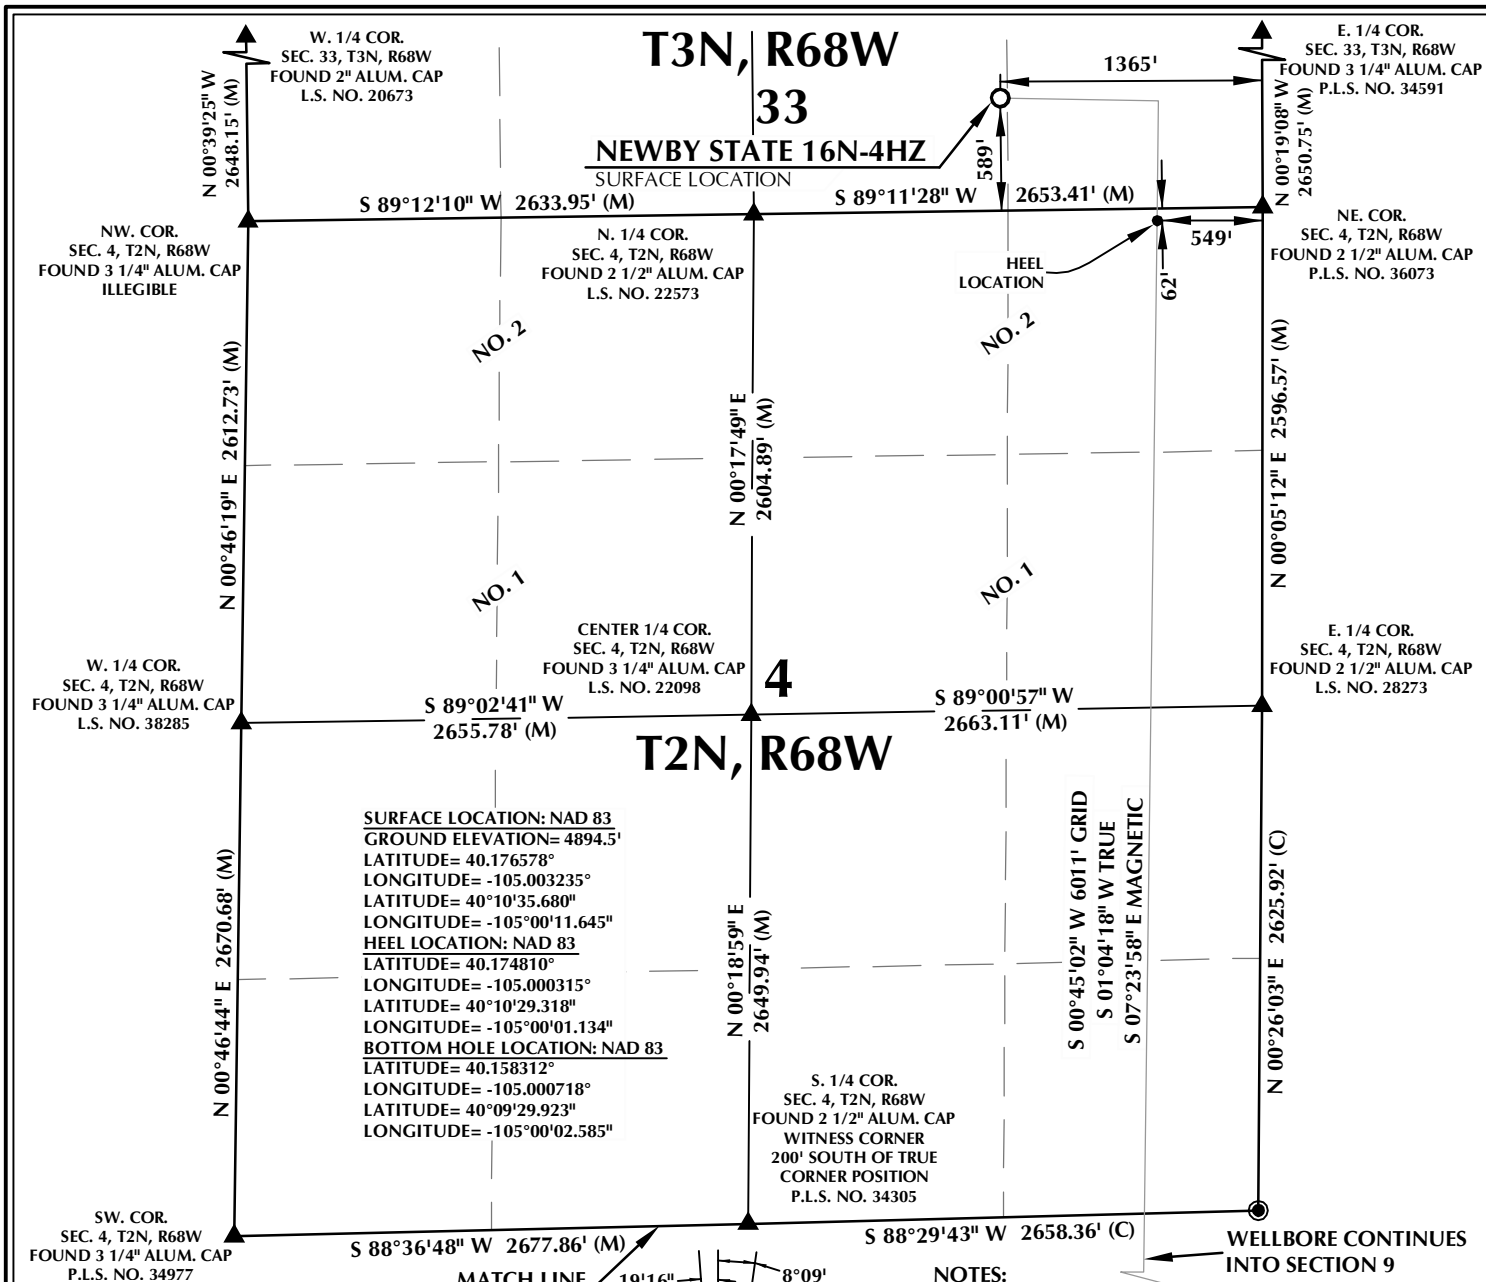 W. 1/4 COR.
SEC. 33, T3N, R68W
FOUND 2" ALUM. CAP
L.S. NO. 20673
T3N, R68W
33
E. 1/4 COR.
SEC. 33, T3N, R68W
FOUND 3 1/4" ALUM. CAP
P.L.S. NO. 34591
1365'
N 00°39'25" W
2648.15' (M)
N 00°19'08" W
2650.75' (M)
NEWBY STATE 16N-4HZ
SURFACE LOCATION
589'
S 89°12'10" W 2633.95' (M)
S 89°11'28" W 2653.41' (M)
NW. COR.
SEC. 4, T2N, R68W
FOUND 3 1/4" ALUM. CAP
ILLEGIBLE
N. 1/4 COR.
SEC. 4, T2N, R68W
FOUND 2 1/2" ALUM. CAP
L.S. NO. 22573
HEEL
LOCATION
549'
62'
NE. COR.
SEC. 4, T2N, R68W
FOUND 2 1/2" ALUM. CAP
P.L.S. NO. 36073
NO. 2
NO. 2
N 00°46'19" E 2612.73' (M)
N 00°17'49" E
2604.89' (M)
N 00°05'12" E 2596.57' (M)
NO. 1
NO. 1
W. 1/4 COR.
SEC. 4, T2N, R68W
FOUND 3 1/4" ALUM. CAP
L.S. NO. 38285
CENTER 1/4 COR.
SEC. 4, T2N, R68W
FOUND 3 1/4" ALUM. CAP
L.S. NO. 22098
4
E. 1/4 COR.
SEC. 4, T2N, R68W
FOUND 2 1/2" ALUM. CAP
L.S. NO. 28273
S 89°02'41" W
2655.78' (M)
S 89°00'57" W
2663.11' (M)
T2N, R68W
SURFACE LOCATION: NAD 83
GROUND ELEVATION= 4894.5'
LATITUDE= 40.176578°
LONGITUDE= -105.003235°
LATITUDE= 40°10'35.680"
LONGITUDE= -105°00'11.645"
HEEL LOCATION: NAD 83
LATITUDE= 40.174810°
LONGITUDE= -105.000315°
LATITUDE= 40°10'29.318"
LONGITUDE= -105°00'01.134"
BOTTOM HOLE LOCATION: NAD 83
LATITUDE= 40.158312°
LONGITUDE= -105.000718°
LATITUDE= 40°09'29.923"
LONGITUDE= -105°00'02.585"
N 00°46'44" E 2670.68' (M)
N 00°18'59" E
2649.94' (M)
S 00°45'02" W 6011' GRID
S 01°04'18" W TRUE
S 07°23'58" E MAGNETIC
N 00°26'03" E 2625.92' (C)
S. 1/4 COR.
SEC. 4, T2N, R68W
FOUND 2 1/2" ALUM. CAP
WITNESS CORNER
200' SOUTH OF TRUE
CORNER POSITION
P.L.S. NO. 34305
SW. COR.
SEC. 4, T2N, R68W
FOUND 3 1/4" ALUM. CAP
P.L.S. NO. 34977
S 88°36'48" W 2677.86' (M)
S 88°29'43" W 2658.36' (C)
WELLBORE CONTINUES
INTO SECTION 9
MATCH LINE
19'16"
8°09'
NOTES: